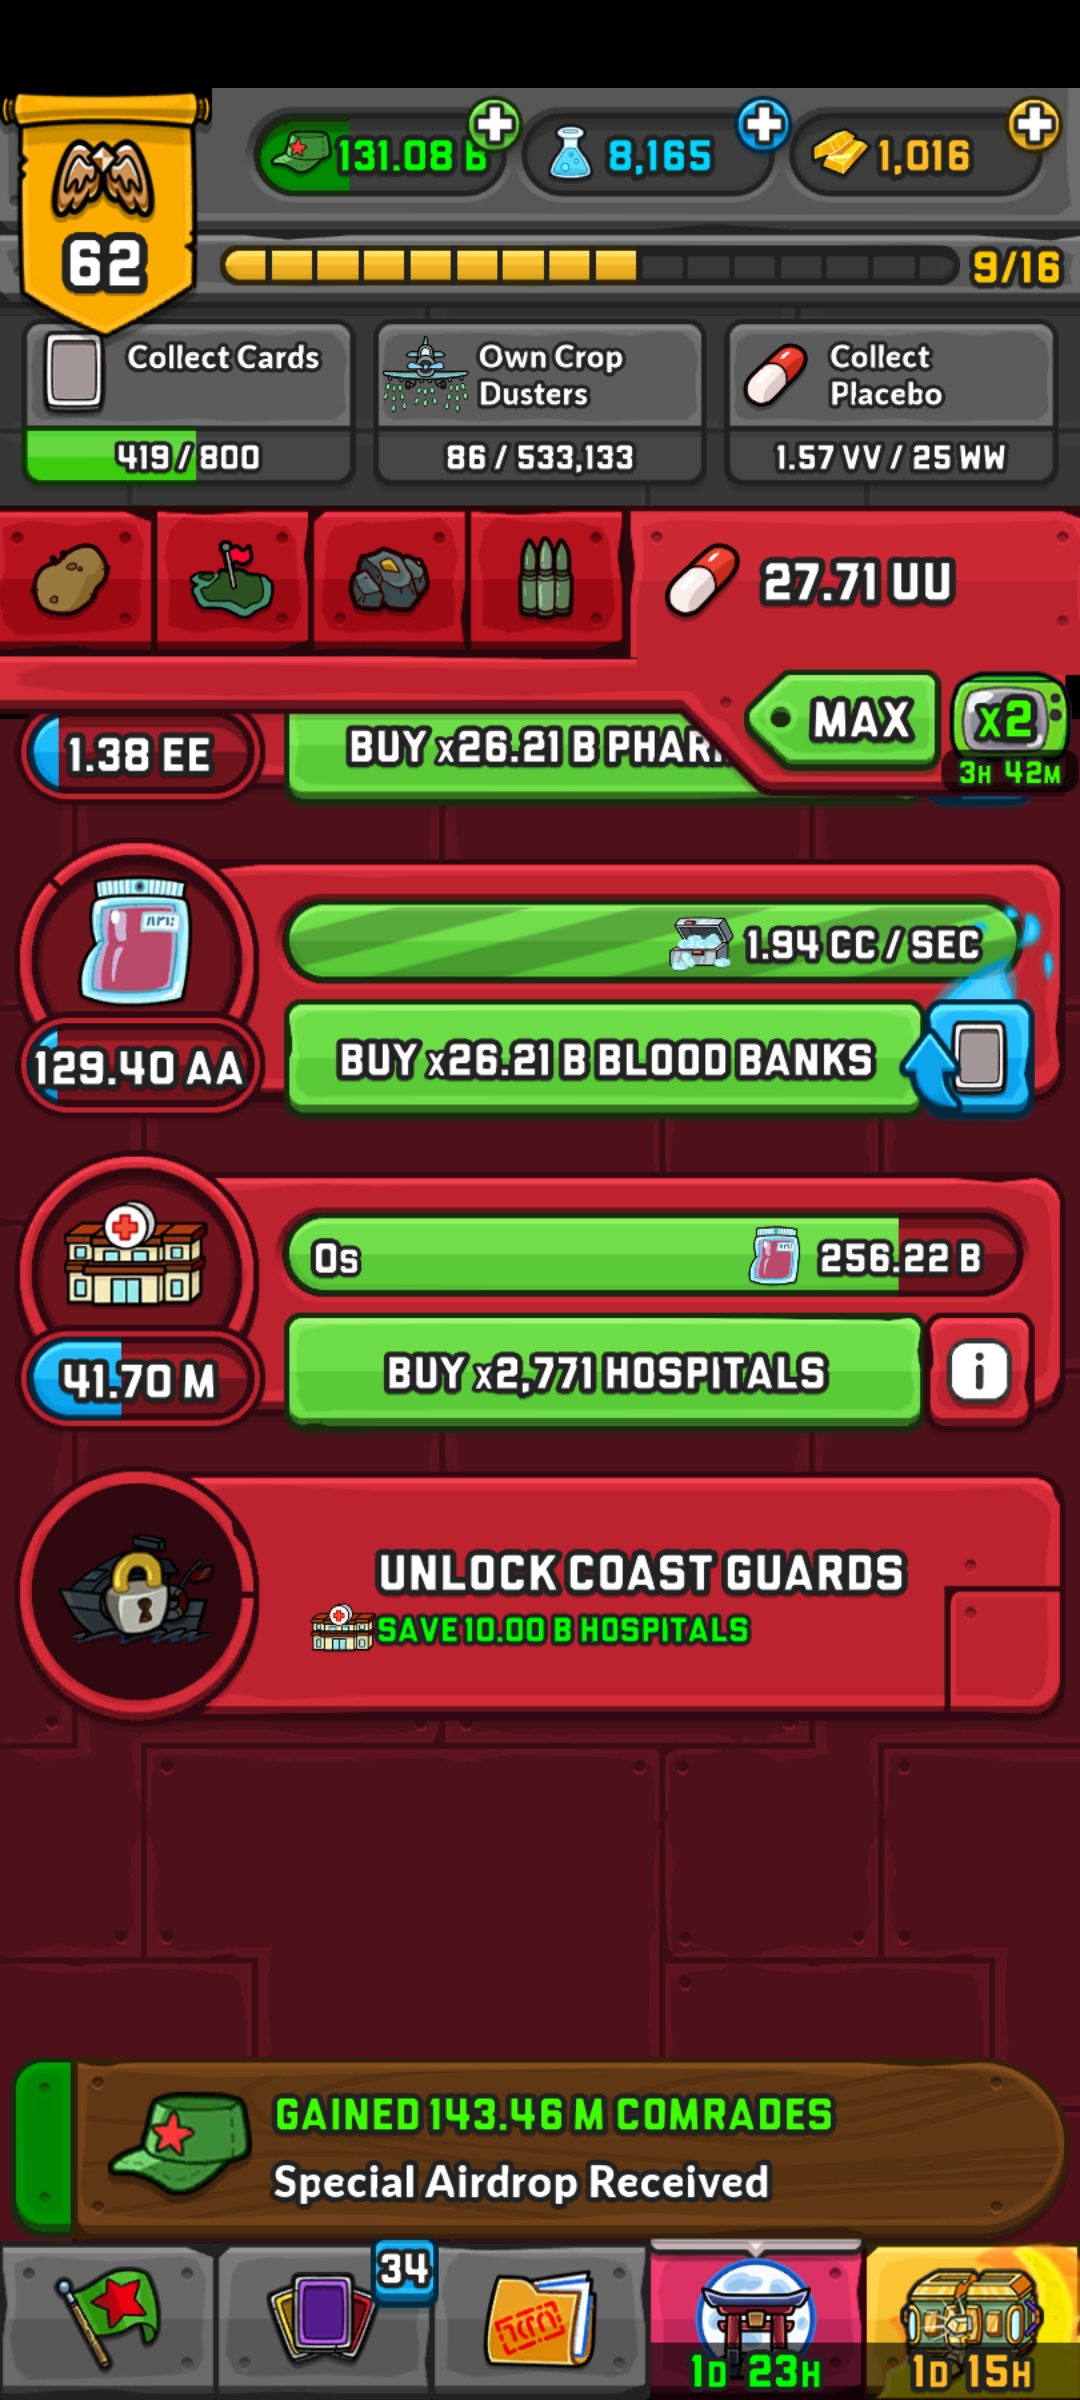 131.08 B
8,165
1,016
62
9/16
Collect Cards
419 / 800
Own Crop
Dusters
86 / 533,133
Collect
Placebo
1.57 VV / 25 WW
27.71 UU
MAX
x2
3H 42M
1.38 EE
BUY x26.21 B
1.94 CC / SEC
129.40 AA
BUY x26.21 B BLOOD BANKS
0s
256.22 B
41.70 M
BUY x2,771 HOSPITALS
i
UNLOCK COAST GUARDS
SAVE 10.00 B HOSPITALS
GAINED 143.46 M COMRADES
Special Airdrop Received
34
1D 23H
1D 15H